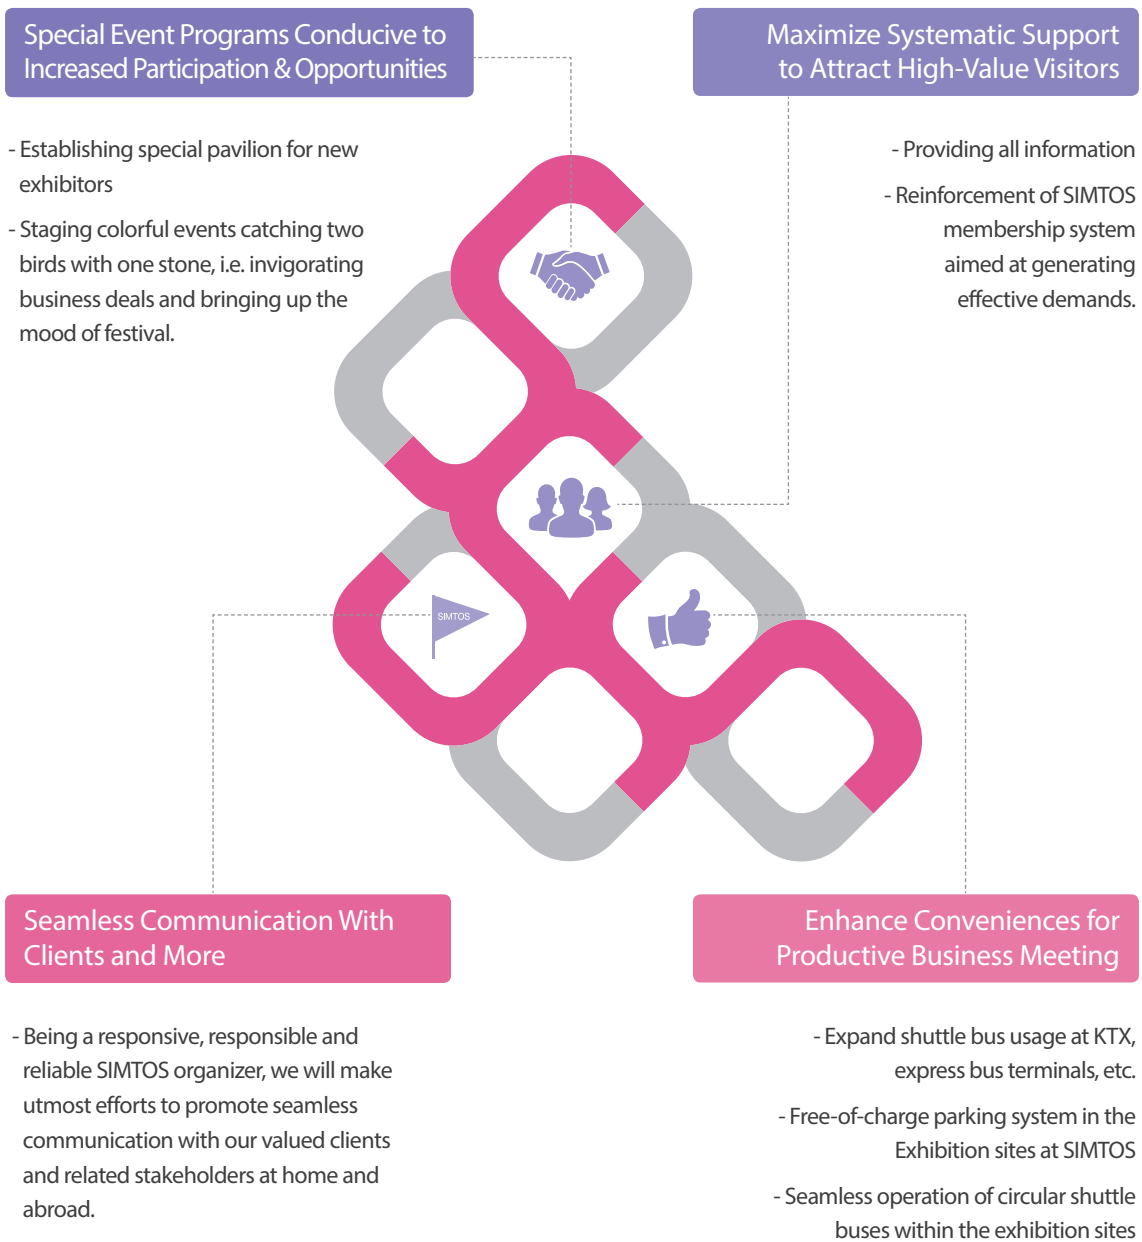 Special Event Programs Conducive to
Increased Participation & Opportunities
- Establishing special pavilion for new
exhibitors
- Staging colorful events catching two
birds with one stone, i.e. invigorating
business deals and bringing up the
mood of festival.
Maximize Systematic Support
to Attract High-Value Visitors
- Providing all information
- Reinforcement of SIMTOS
membership system
aimed at generating
effective demands.
SIMTOS
Seamless Communication With
Clients and More
- Being a responsive, responsible and
reliable SIMTOS organizer, we will make
utmost efforts to promote seamless
communication with our valued clients
and related stakeholders at home and
abroad.
Enhance Conveniences for
Productive Business Meeting
- Expand shuttle bus usage at KTX,
express bus terminals, etc.
- Free-of-charge parking system in the
Exhibition sites at SIMTOS
- Seamless operation of circular shuttle
buses within the exhibition sites